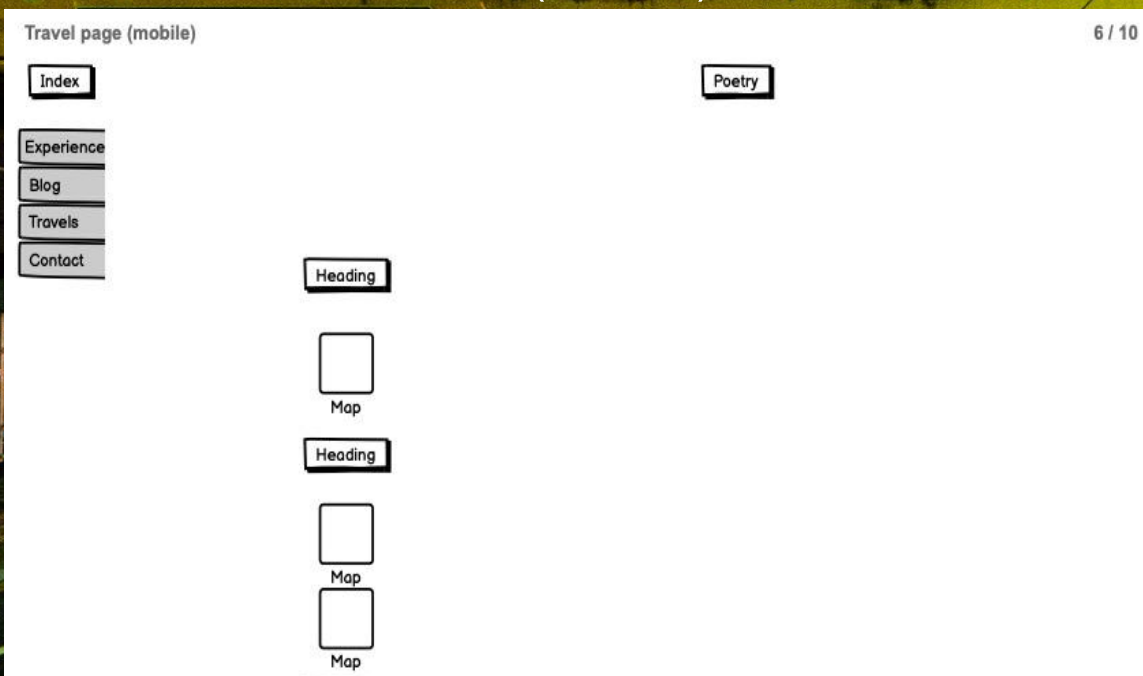 Travel page (mobile)
6 / 10
Index
Poetry
Experience
Blog
Travels
Contact
Heading
Map
Heading
Map
Map